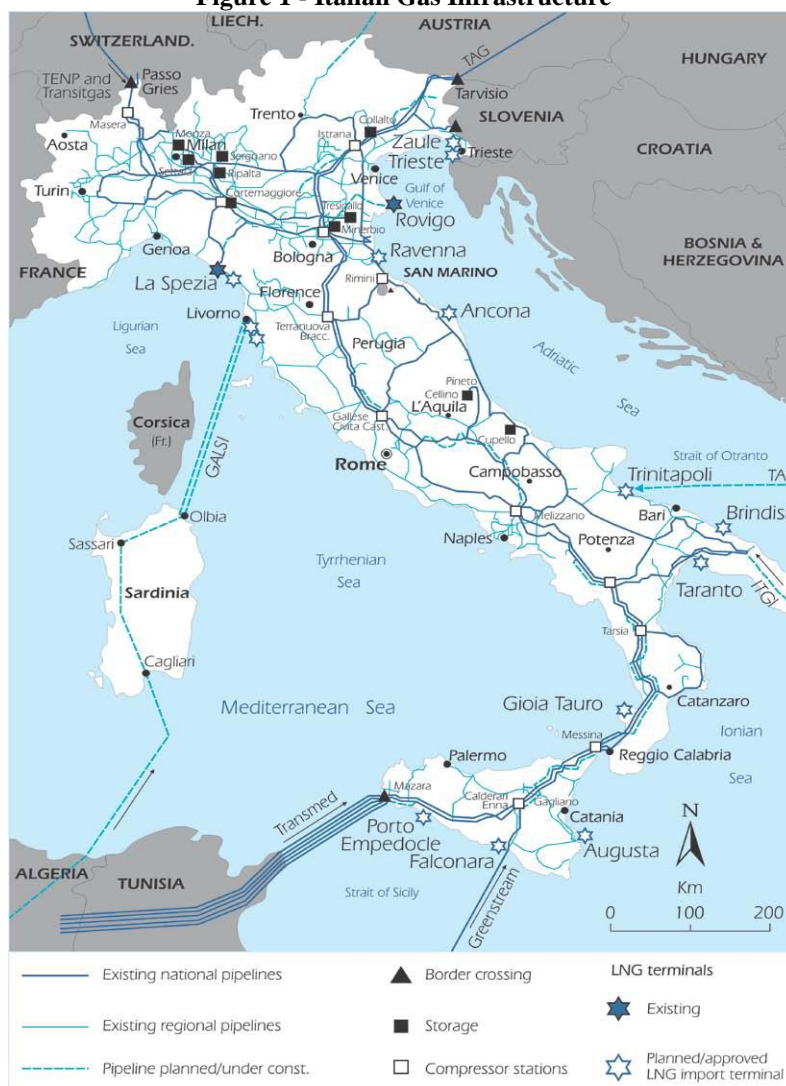 Figure 1 - Italian Gas Infrastructure
LIECH.
AUSTRIA
SWITZERLAND.
HUNGARY
TAG
TENP and
Transitgas
Passo
Gries
Tarvisio
SLOVENIA
Masera
Trento
Collalto
Istrana
Zaule
Trieste
Trieste
CROATIA
Aosta
Monza
Milan
Sergnano
Settala
Ripalta
Venice
Gulf of
Venice
Turin
Cortemaggiore
Tresigallo
Minerbio
Rovigo
Genoa
Bologna
Ravenna
BOSNIA &
HERZEGOVINA
FRANCE
La Spezia
Rimini
SAN MARINO
Florence
Livorno
Ancona
Ligurian
Sea
Terranuova
Bracc.
Perugia
Adriatic
Sea
Pineto
Cellino
L'Aquila
Corsica
(Fr.)
GALSI
Gallese
Civita Cast.
Cupello
Rome
Strait of Otranto
Campobasso
Trinitapoli
TA
Olbia
Bari
Brindis
Melizzano
Sassari
Naples
Potenza
Tyrrhenian
Sea
Sardinia
Taranto
ITGI
Tarsia
Cagliari
Mediterranean Sea
Gioia Tauro
Catanzaro
Messina
Ionian
Sea
Palermo
Reggio Calabria
Mazara
Transmed
Calderari
Enna
Gagliano
Catania
N
Porto
Empedocle
Falconara
Augusta
ALGERIA
TUNISIA
Strait of Sicily
Greenstream
Km
0 100 200
Existing national pipelines
Border crossing
LNG terminals
Existing regional pipelines
Storage
Existing
Pipeline planned/under const.
Compressor stations
Planned/approved
LNG import terminal